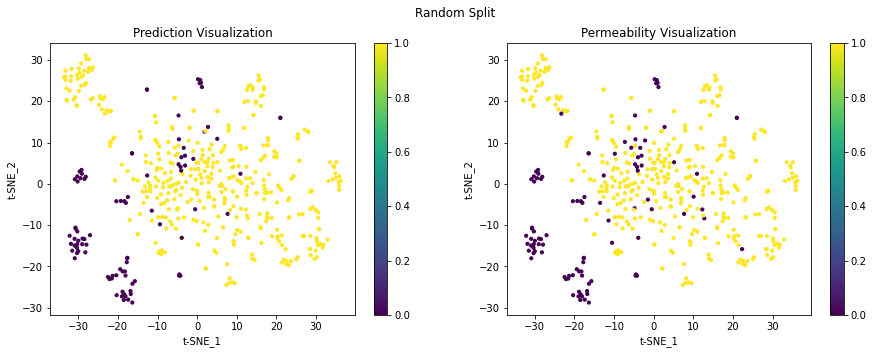 Random Split
Prediction Visualization
Permeability Visualization
30
20
10
0
−10
−20
−30
t-SNE_2
−30 −20 −10 0 10 20 30
t-SNE_1
1.0
0.8
0.6
0.4
0.2
0.0
30
20
10
0
−10
−20
−30
t-SNE_2
−30 −20 −10 0 10 20 30
t-SNE_1
1.0
0.8
0.6
0.4
0.2
0.0